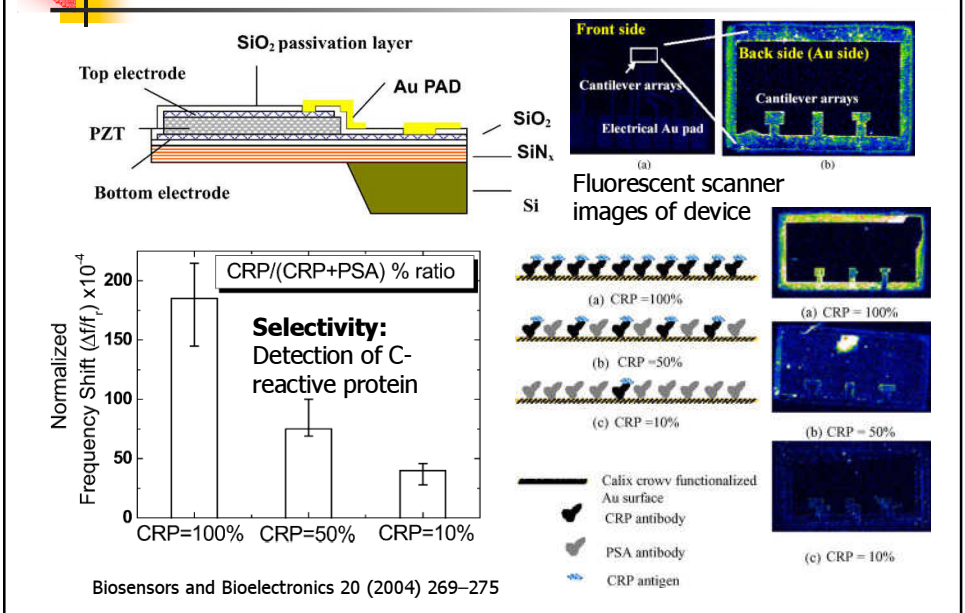 SiO2 passivation layer
Top electrode
Au PAD
PZT
SiO2
SiNx
Bottom electrode
Si
Front side
Cantilever arrays
Electrical Au pad
(a)
Back side (Au side)
Cantilever arrays
(b)
Fluorescent scanner
images of device
Normalized
Frequency Shift (Δf/fr) x10-4
200
150
100
50
0
CRP/(CRP+PSA) % ratio
Selectivity:
Detection of C-
reactive protein
CRP=100% CRP=50% CRP=10%
(a) CRP=100%
(b) CRP=50%
(c) CRP =10%
Calix crowv functionalized
Au surface
CRP antibody
PSA antibody
CRP antigen
(a) CRP = 100%
(b) CRP = 50%
(c) CRP = 10%
Biosensors and Bioelectronics 20 (2004) 269–275